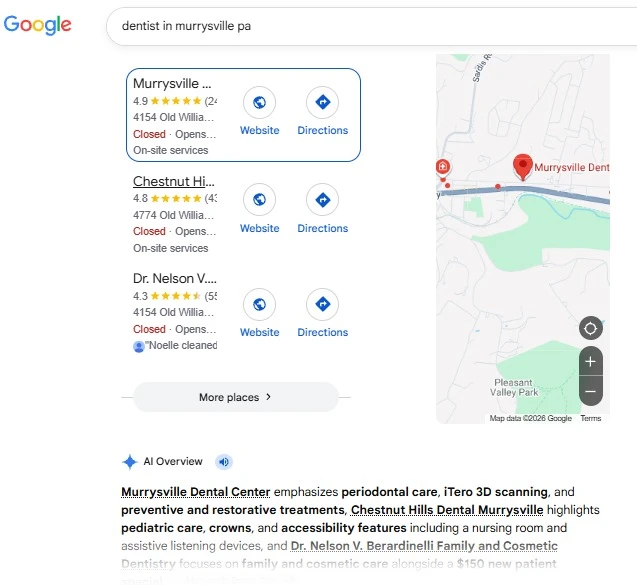 Google
dentist in murrysville pa
Murrysville ...
4.9
4154 Old Willia...
Closed · Opens...
On-site services
Website
Directions
Chestnut Hi...
4.8
4774 Old Willia...
Closed · Opens...
On-site services
Website
Directions
Dr. Nelson V....
4.3
4154 Old Willia...
Closed · Opens...
"Noelle cleaned
Website
Directions
More places
Sardis
Murrysville Dent
Pleasant
Valley Park
Map data ©2026 Google Terms
AI Overview
Murrysville Dental Center emphasizes periodontal care, iTero 3D scanning, and
preventive and restorative treatments, Chestnut Hills Dental Murrysville highlights
pediatric care, crowns, and accessibility features including a nursing room and
assistive listening devices, and Dr. Nelson V. Berardinelli Family and Cosmetic
Dentistry focuses on family and cosmetic care alongside a $150 new patient